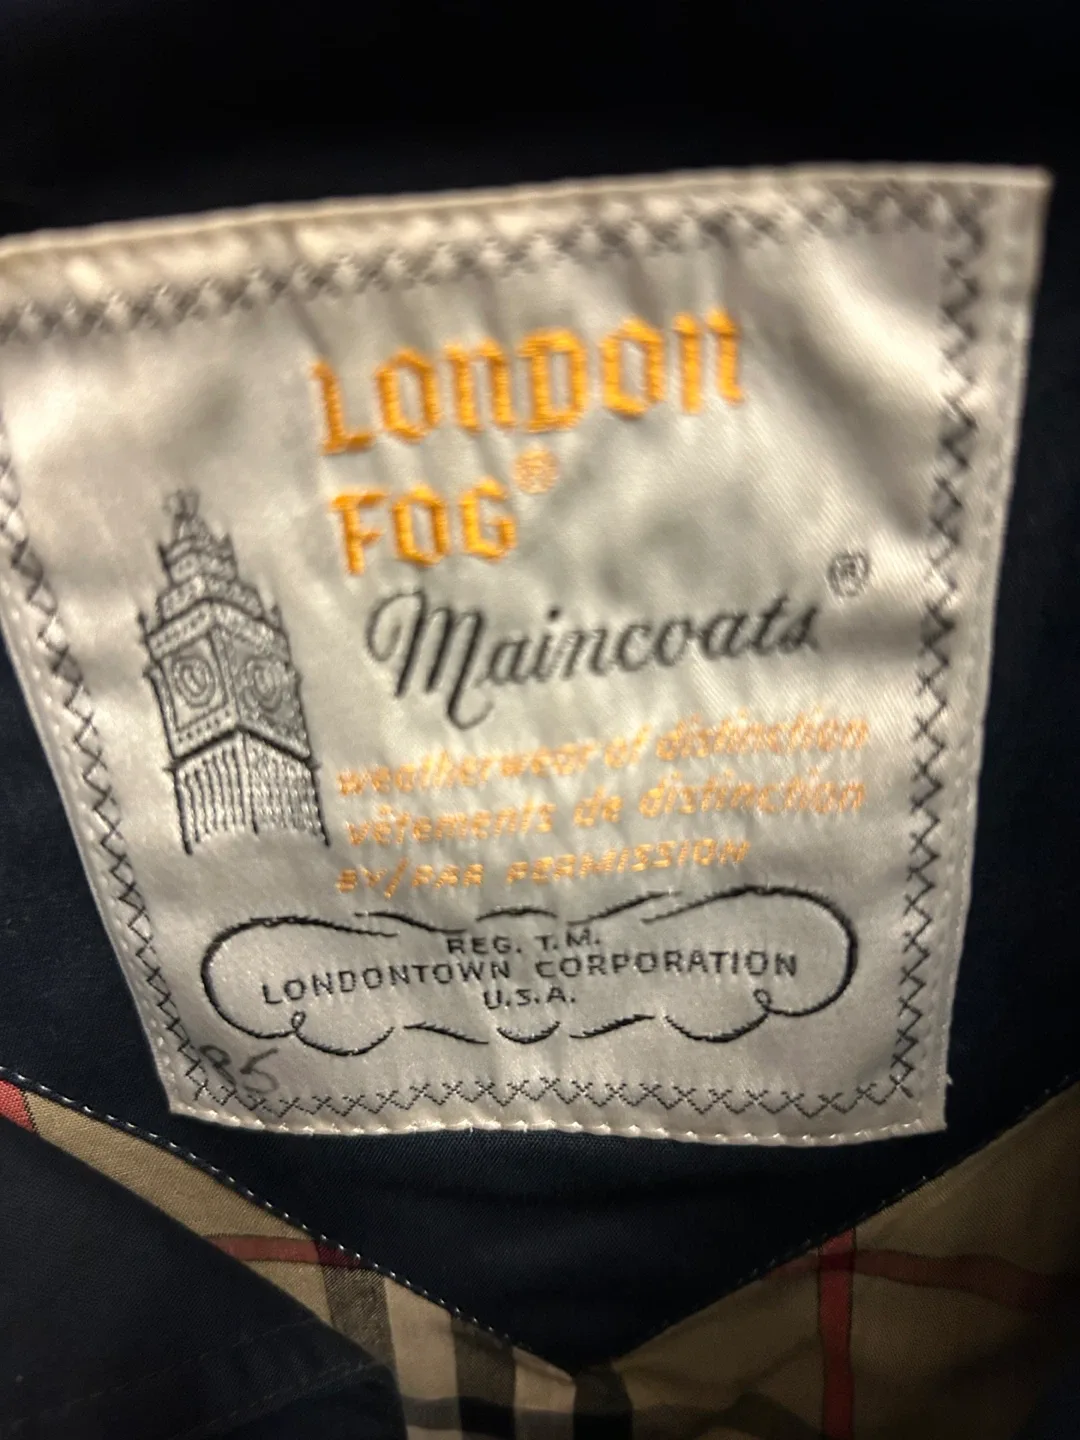 LONDON
FOG®
Maincoats®
weatherwear of distinction
vêtements de distinction
BY/PAR PERMISSION
REG. T.M.
LONDONTOWN CORPORATION
U.S.A.